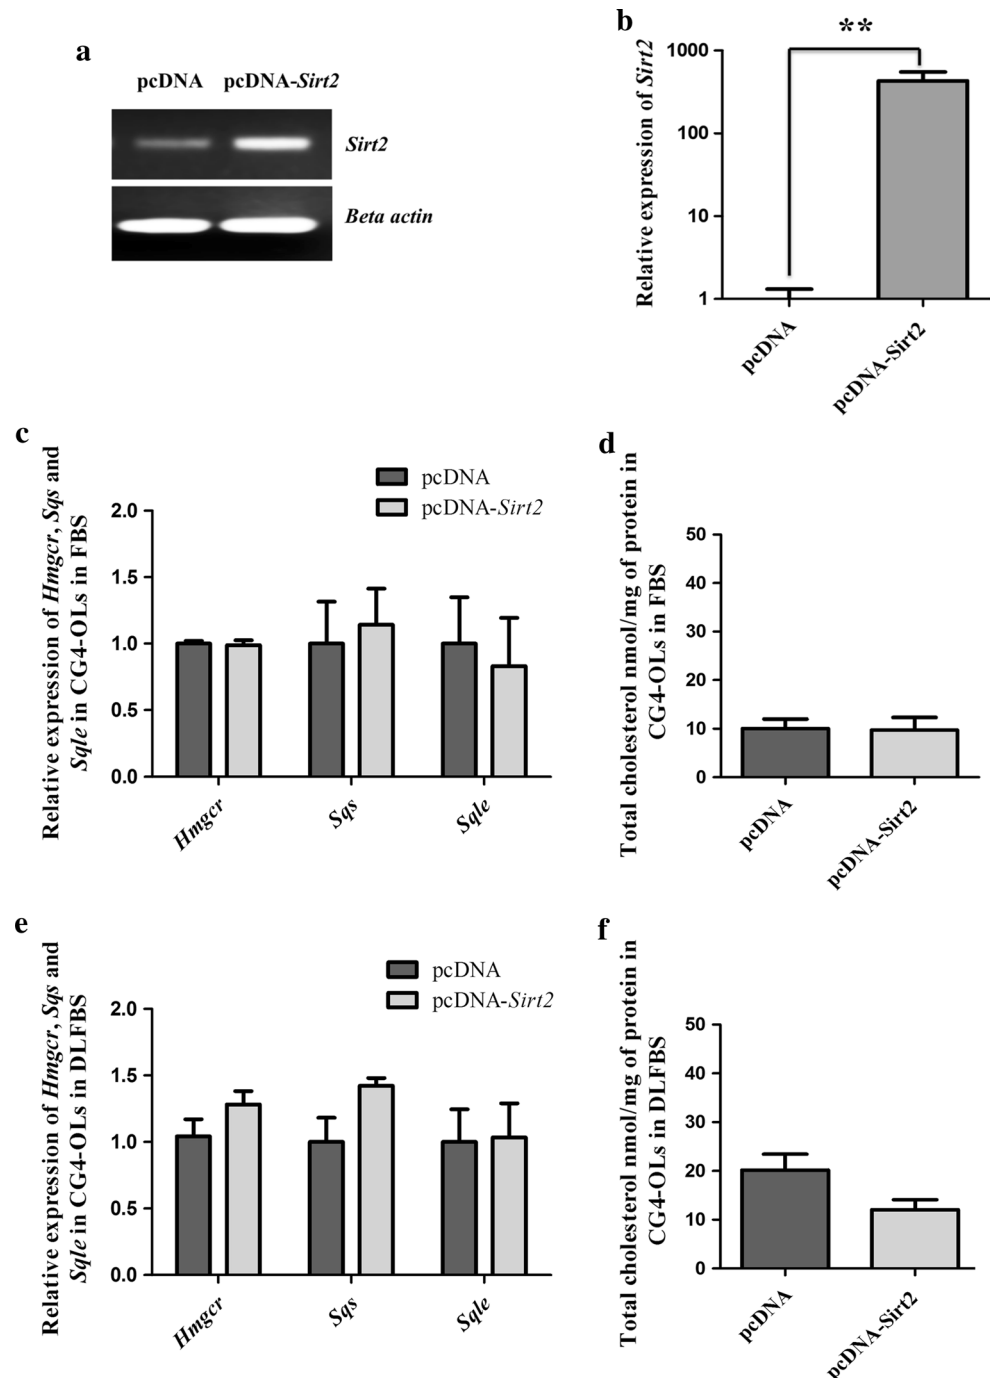 a
pcDNA pcDNA-Sirt2
Sirt2
Beta actin
b
**
Relative expression of Sirt2
1000
100
10
1
pcDNA
pcDNA-Sirt2
c
Relative expression of Hmgcr, Sqs and
Sqle in CG4-OLs in FBS
pcDNA
pcDNA-Sirt2
2.0
1.5
1.0
0.5
0.0
Hmgcr
Sqs
Sqle
d
Total cholesterol nmol/mg of protein in
CG4-OLs in FBS
50
40
30
20
10
0
pcDNA
pcDNA-Sirt2
e
Relative expression of Hmgcr, Sqs and
Sqle in CG4-OLs in DLFBS
pcDNA
pcDNA-Sirt2
2.0
1.5
1.0
0.5
0.0
Hmgcr
Sqs
Sqle
f
Total cholesterol nmol/mg of protein in
CG4-OLs in DLFBS
50
40
30
20
10
0
pcDNA
pcDNA-Sirt2